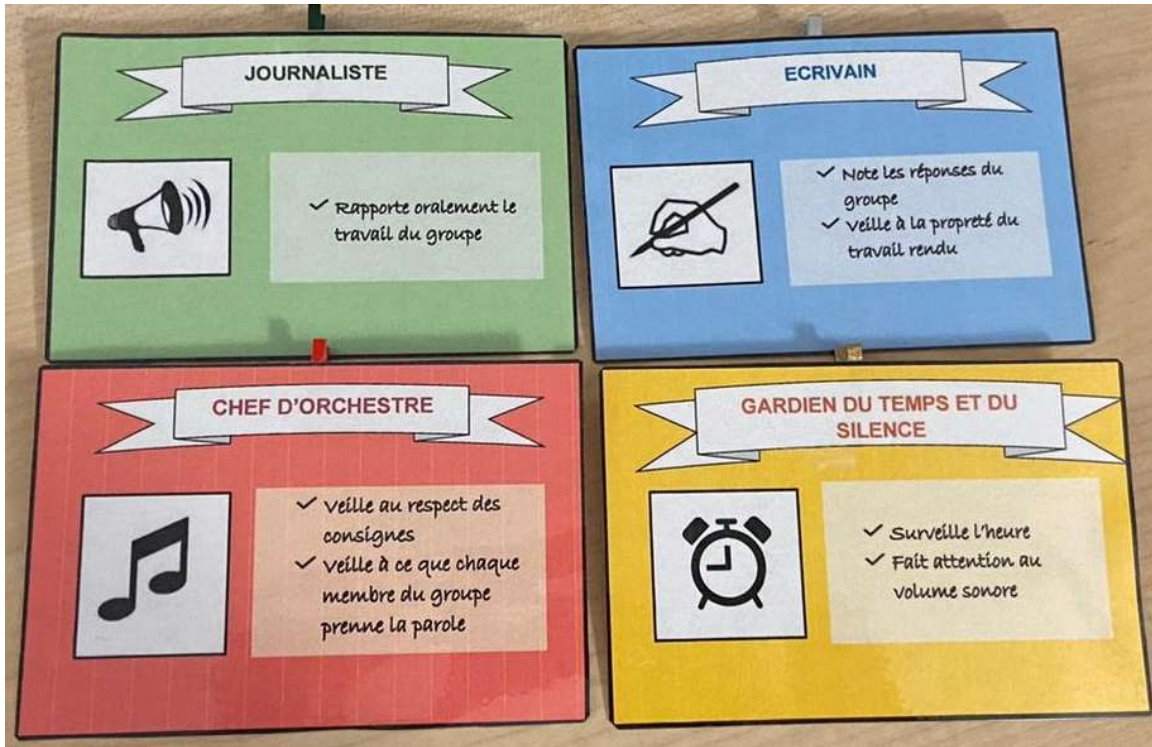 JOURNALISTE
✓ Rapporte oralement le
travail du groupe
ECRIVAIN
✓ Note les réponses du
groupe
✓ Veille à la propreté du
travail rendu
CHEF D'ORCHESTRE
✓ Veille au respect des
consignes
✓ Veille à ce que chaque
membre du groupe
prenne la parole
GARDIEN DU TEMPS ET DU
SILENCE
✓ Surveille l'heure
✓ Fait attention au
volume sonore